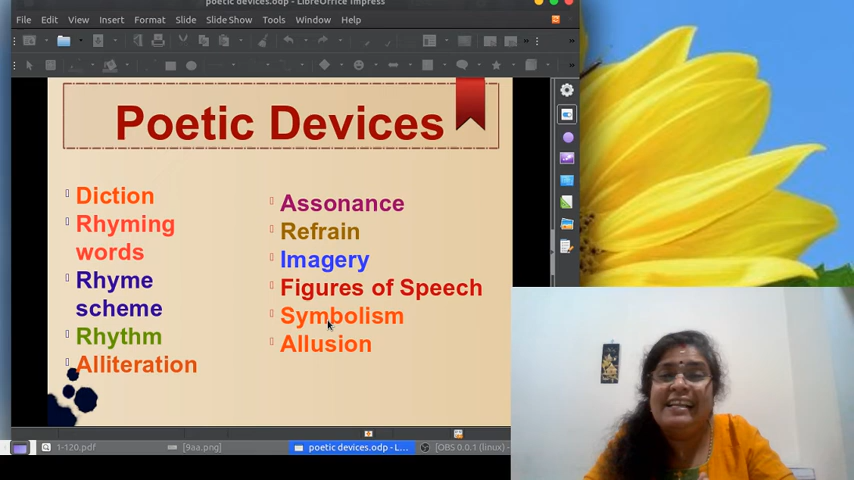 poetic devices.odp - LibreOffice Impress
File Edit View Insert Format Slide Slide Show Tools Window Help
Poetic Devices
Diction
Rhyming
words
Rhyme
scheme
Rhythm
Alliteration
Assonance
Refrain
Imagery
Figures of Speech
Symbolism
Allusion
1-120.pdf [9aa.png] poetic devices.odp - L... [OBS 0.0.1 (linux) -